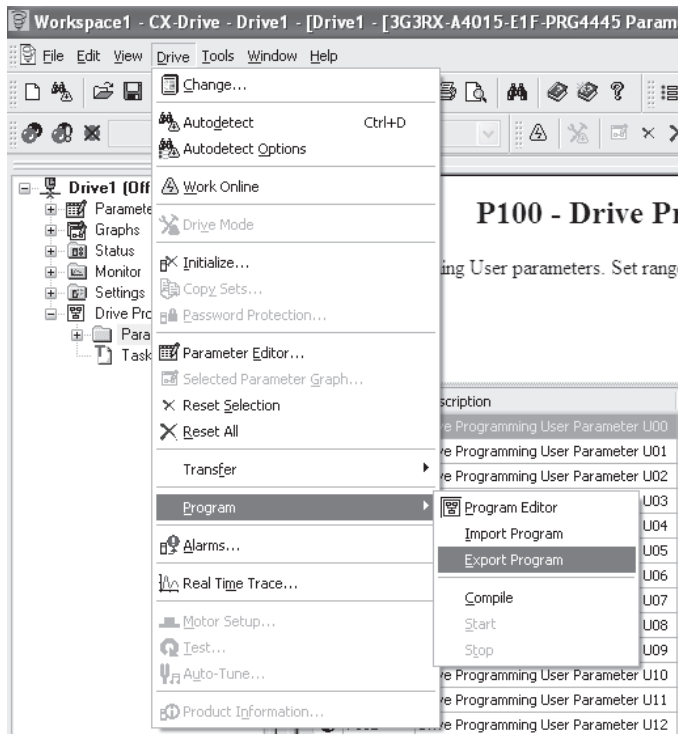 Workspace1 - CX-Drive - Drive1 - [Drive1 - [3G3RX-A4015-E1F-PRG4445 Param
File Edit View Drive Tools Window Help
Change...
Autodetect Ctrl+D
Autodetect Options
Work Online
Drive Mode
Initialize...
Copy Sets...
Password Protection...
Parameter Editor...
Selected Parameter Graph...
Reset Selection
Reset All
Transfer
Program
Alarms...
Real Time Trace...
Motor Setup...
Test...
Auto-Tune...
Product Information...
Program Editor
Import Program
Export Program
Compile
Start
Stop
Drive1 (Off
Paramete
Graphs
Status
Monitor
Settings
Drive Pro
Para
Task
P100 - Drive Pr
ing User parameters. Set rang
scription
ve Programming User Parameter U00
ve Programming User Parameter U01
ve Programming User Parameter U02
U03
U04
U05
U06
U07
U08
U09
ve Programming User Parameter U10
ve Programming User Parameter U11
ve Programming User Parameter U12